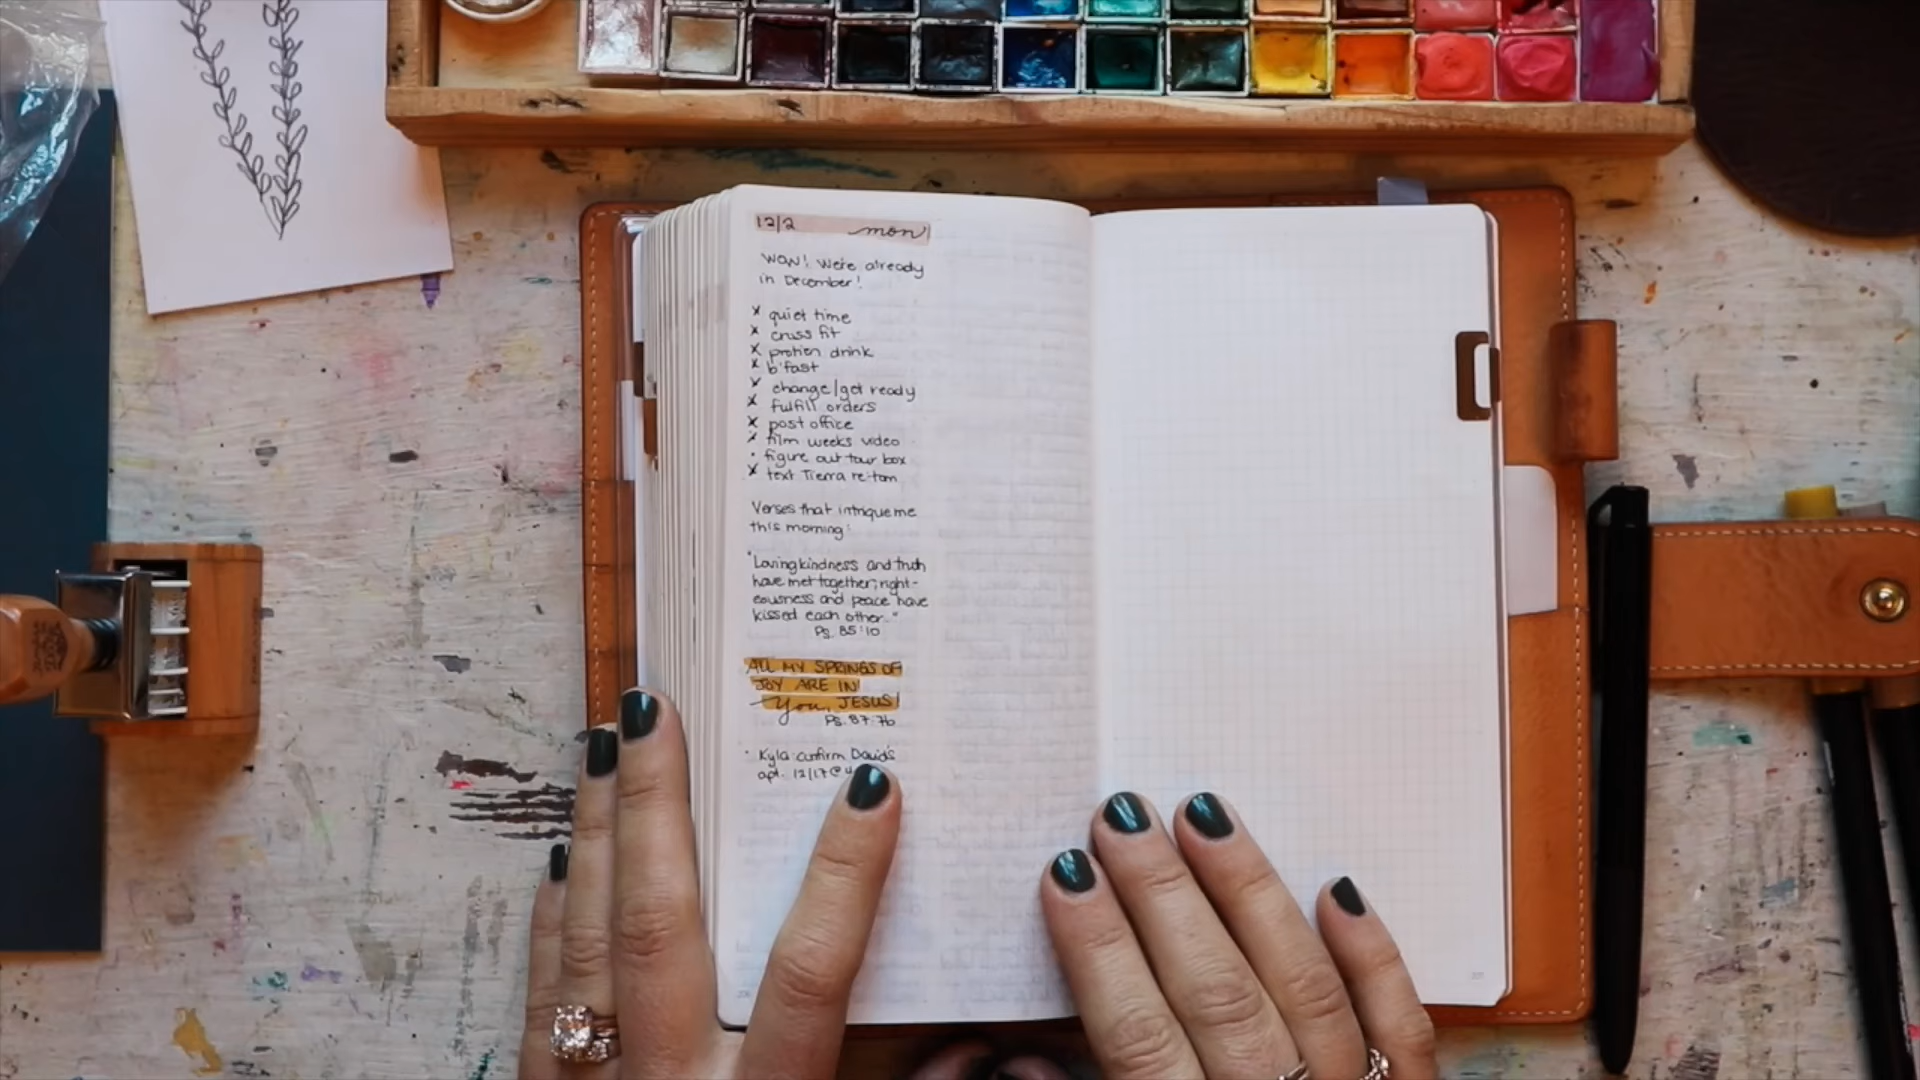 12/2 mon
WOW! We're already
in December!
x quiet time
x cross fit
x protien drink
x b'fast
x change/get ready
x fulfill orders
x post office
x film weeks video
• figure out tour box
x text Tierra re: tom
Verses that intrigue me
this morning:
"Lovingkindness and truth
have met together; right-
eousness and peace have
kissed each other."
Ps. 85:10
ALL MY SPRINGS OF
JOY ARE IN
You, JESUS!
Ps. 87:7b
• Kyla: confirm David's
apt. 12/17 @